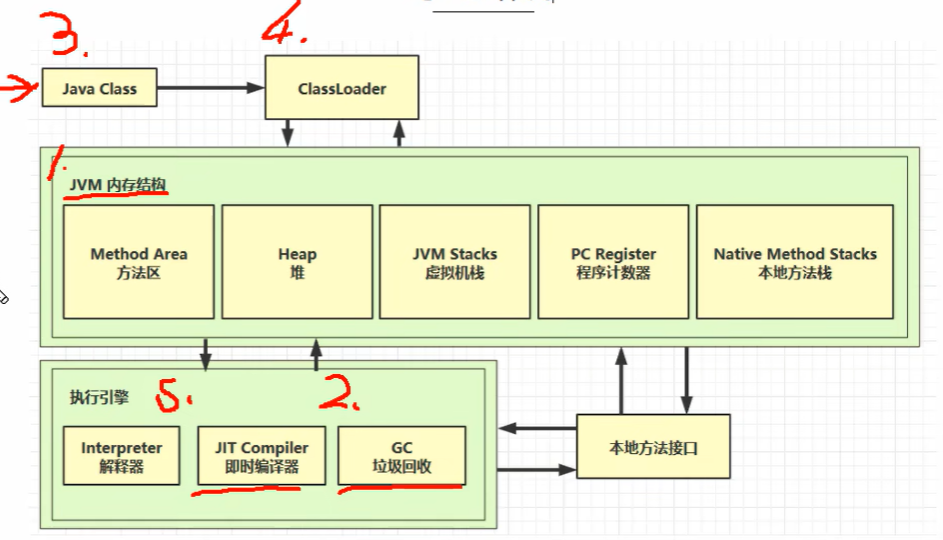 3.
4.
Java Class
ClassLoader
1.
JVM 内存结构
Method Area
方法区
Heap
堆
JVM Stacks
虚拟机栈
PC Register
程序计数器
Native Method Stacks
本地方法栈
执行引擎
5.
2.
Interpreter
解释器
JIT Compiler
即时编译器
GC
垃圾回收
本地方法接口